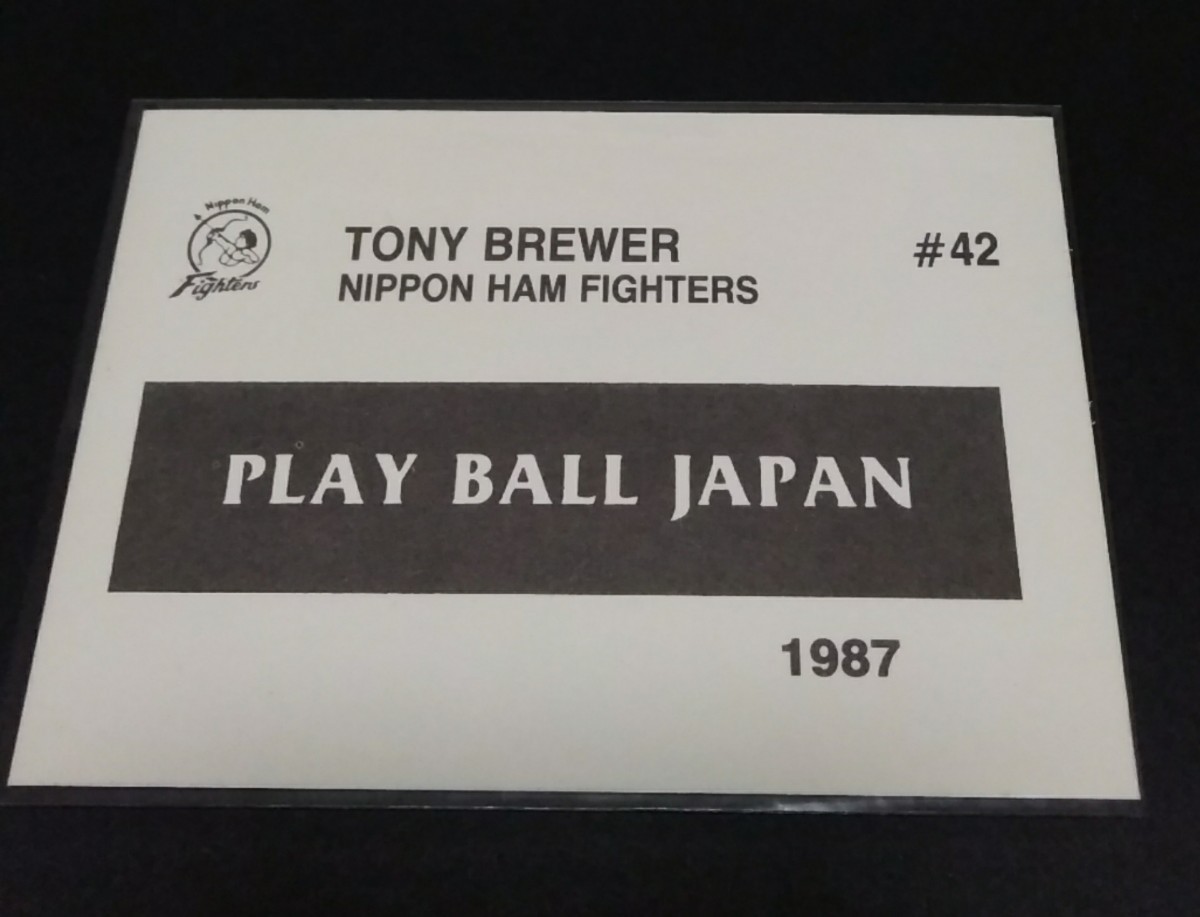 Nippon Ham
Fighters
TONY BREWER
#42
NIPPON HAM FIGHTERS
PLAY BALL JAPAN
1987